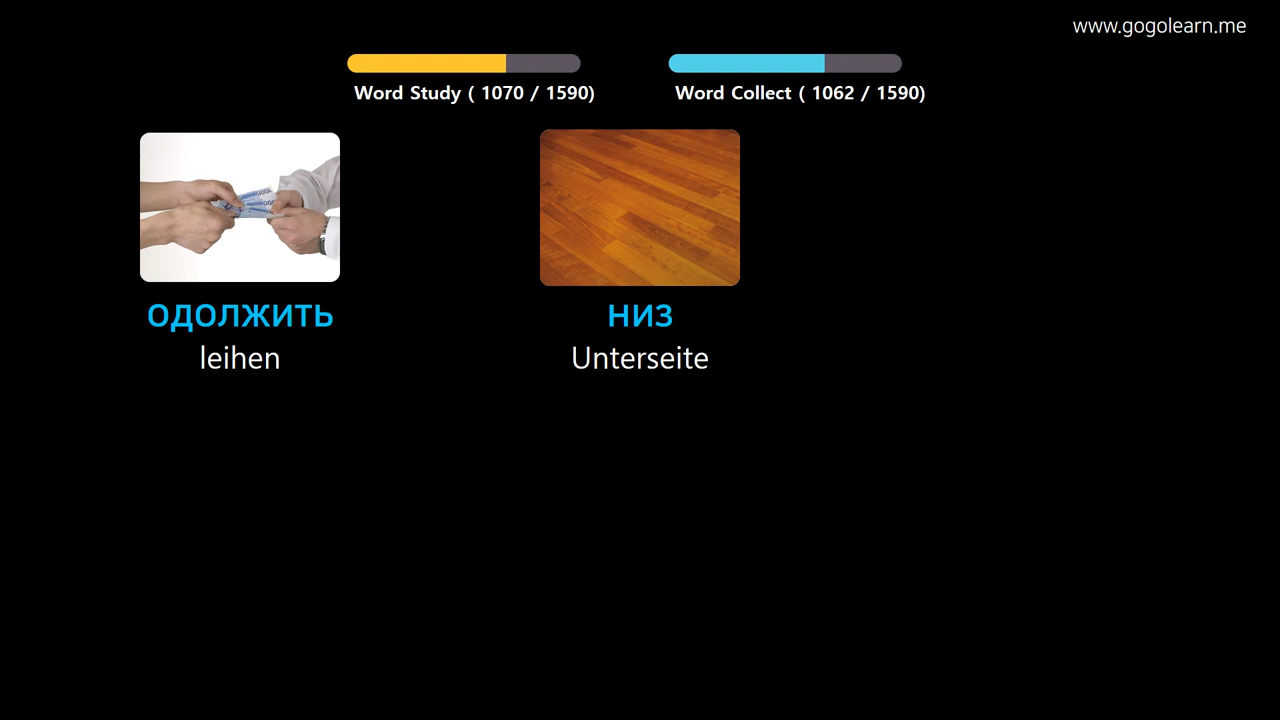 www.gogolearn.me
Word Study ( 1070 / 1590)
Word Collect ( 1062 / 1590)
одолжить
низ
leihen
Unterseite